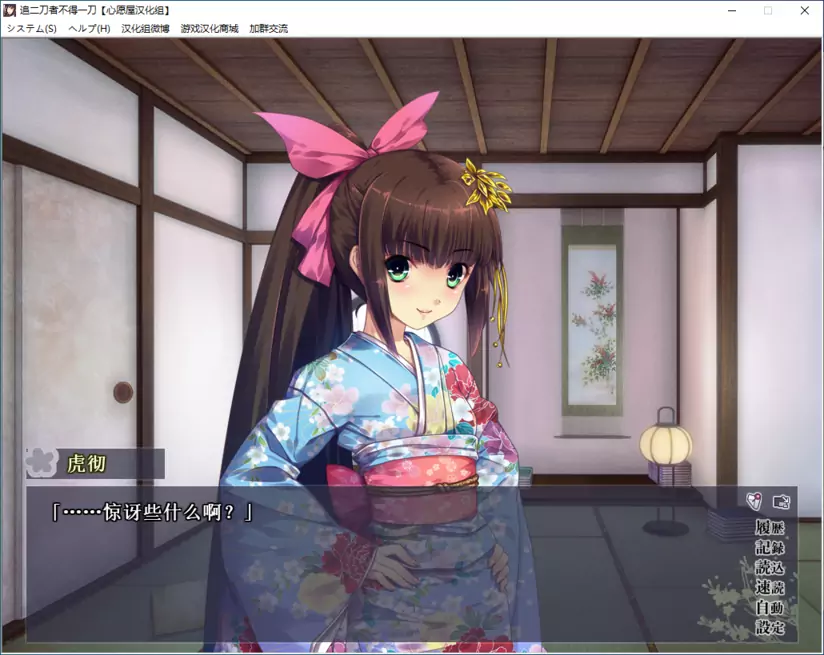 追二刀者不得一刀【心愿屋汉化组】
システム(S) ヘルプ(H) 汉化组微博 游戏汉化商城 加群交流
虎彻
「……惊讶些什么啊？」
履歴
記録
読込
速読
自動
設定